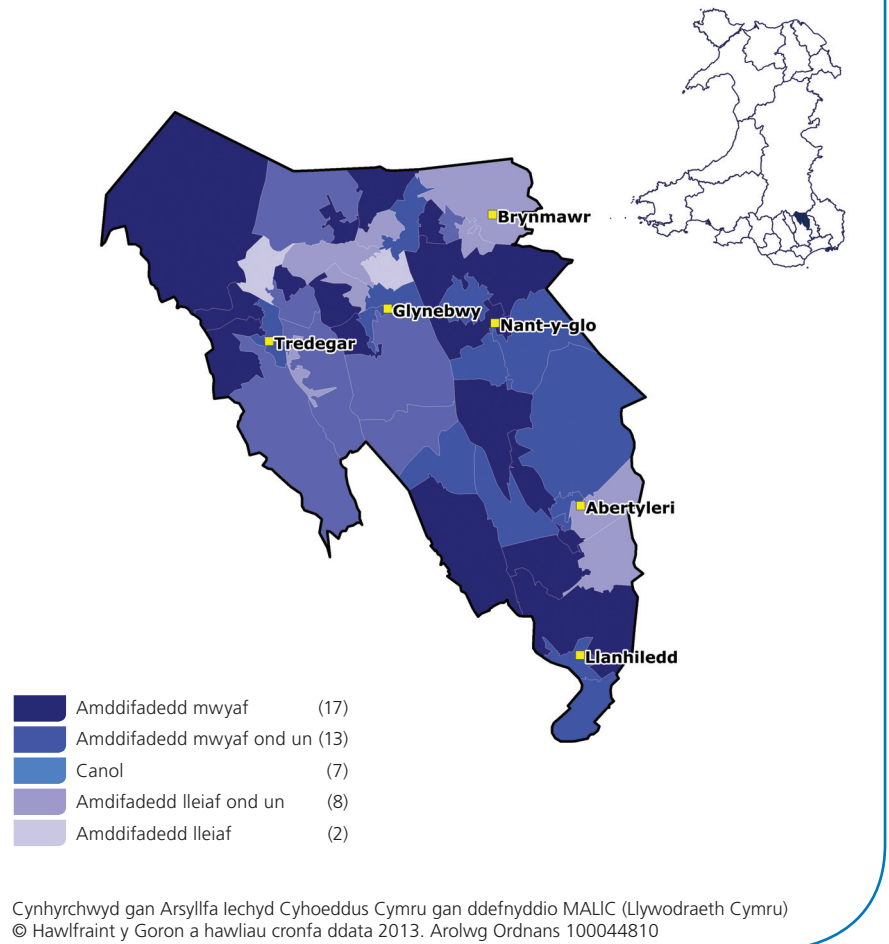 Brynmawr
Glynebwy
Nant-y-glo
Tredegar
Abertyleri
Llanhiledd
Amddifadedd mwyaf (17)
Amddifadedd mwyaf ond un (13)
Canol (7)
Amdifadedd lleiaf ond un (8)
Amddifadedd lleiaf (2)
Cynhyrchwyd gan Arsyllfa Iechyd Cyhoeddus Cymru gan ddefnyddio MALIC (Llywodraeth Cymru)
© Hawlfraint y Goron a hawliau cronfa ddata 2013. Arolwg Ordnans 100044810